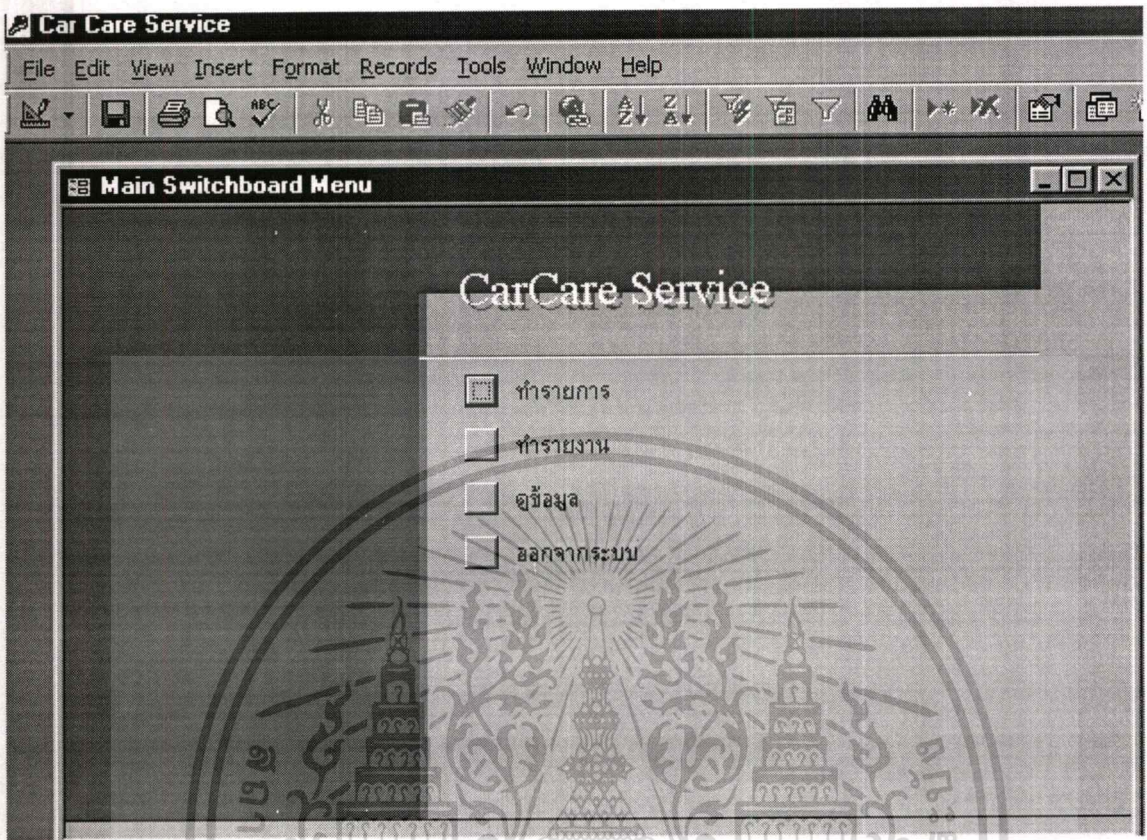 Car Care Service
File Edit View Insert Format Records Tools Window Help
ABC
Main Switchboard Menu
CarCare Service
ทำรายการ
ทำรายงาน
ดูข้อมูล
ออกจากระบบ